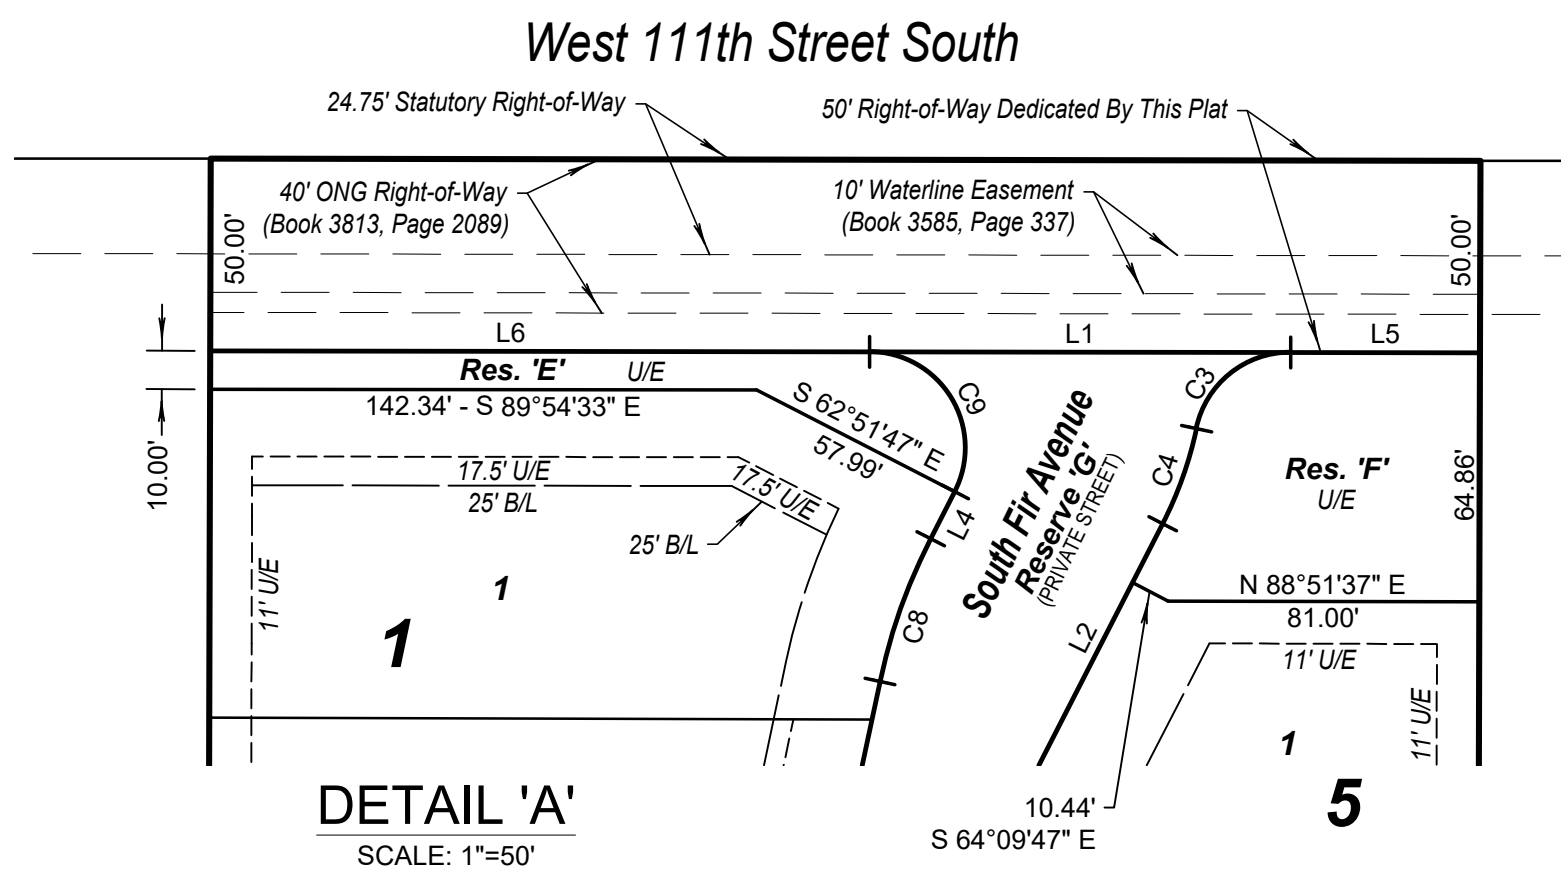 West 111th Street South
24.75' Statutory Right-of-Way
50' Right-of-Way Dedicated By This Plat
40' ONG Right-of-Way
(Book 3813, Page 2089)
10' Waterline Easement
(Book 3585, Page 337)
50.00'
50.00'
L6
L1
L5
Res. 'E'
U/E
142.34' - S 89°54'33" E
10.00'
S 62°51'47" E
57.99'
C9
C3
C4
South Fir Avenue
Reserve 'G'
(PRIVATE STREET)
Res. 'F'
U/E
64.86'
17.5' U/E
25' B/L
17.5' U/E
25' B/L
L4
11' U/E
1
1
C8
L2
N 88°51'37" E
81.00'
11' U/E
11' U/E
1
5
10.44'
S 64°09'47" E
DETAIL 'A'
SCALE: 1"=50'